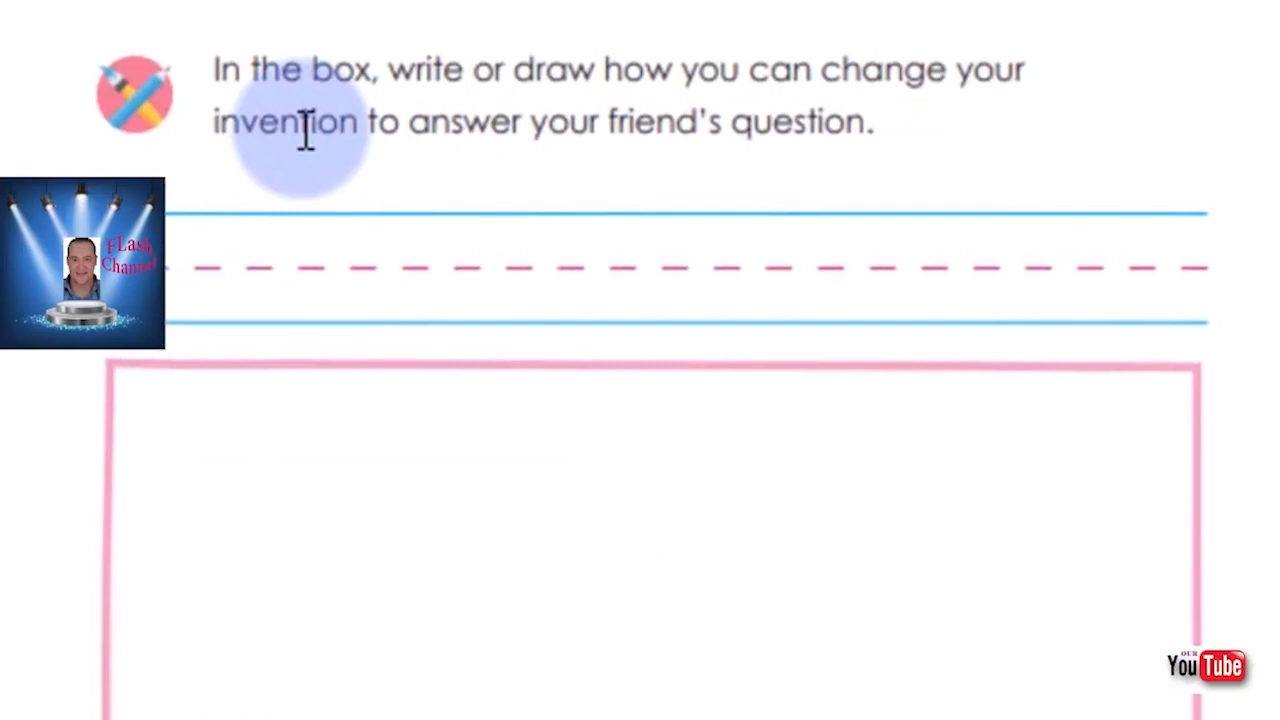 In the box, write or draw how you can change your
invention to answer your friend's question.
FLash
Channel
OUR
YouTube